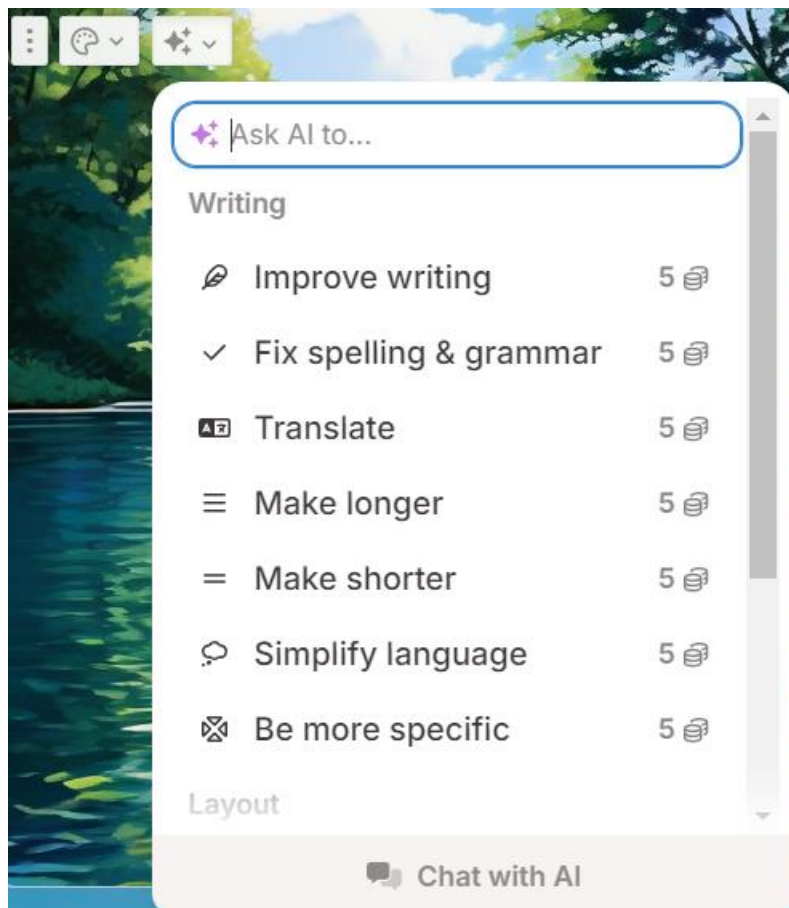 Ask AI to...
Writing
Improve writing 5
Fix spelling & grammar 5
Translate 5
Make longer 5
Make shorter 5
Simplify language 5
Be more specific 5
Layout
Chat with AI